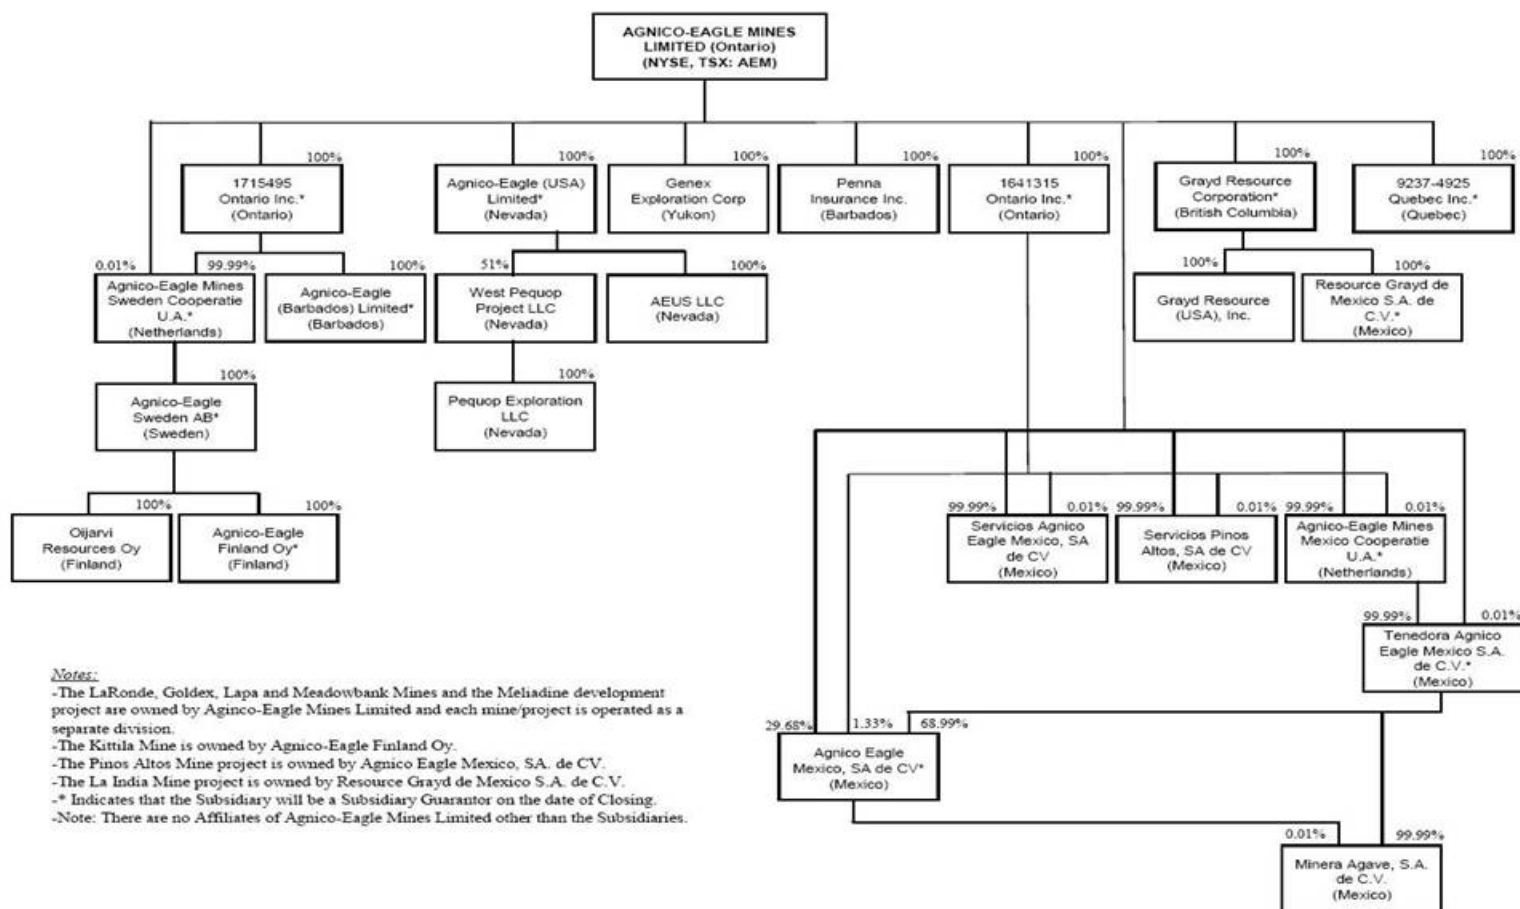 AGNICO-EAGLE MINES
LIMITED (Ontario)
(NYSE, TSX: AEM)
100%
1715495
Ontario Inc.*
(Ontario)
100%
Agnico-Eagle (USA)
Limited*
(Nevada)
100%
Genex
Exploration Corp
(Yukon)
100%
Penna
Insurance Inc.
(Barbados)
100%
1641315
Ontario Inc.*
(Ontario)
100%
Grayd Resource
Corporation*
(British Columbia)
100%
9237-4925
Quebec Inc.*
(Quebec)
0.01%
99.99%
Agnico-Eagle Mines
Sweden Cooperatie
U.A.*
(Netherlands)
100%
Agnico-Eagle
(Barbados) Limited*
(Barbados)
51%
West Pequop
Project LLC
(Nevada)
100%
AEUS LLC
(Nevada)
100%
Grayd Resource
(USA), Inc.
100%
Resource Grayd de
Mexico S.A. de
C.V.*
(Mexico)
100%
Agnico-Eagle
Sweden AB*
(Sweden)
100%
Pequop Exploration
LLC
(Nevada)
100%
Oijarvi
Resources Oy
(Finland)
100%
Agnico-Eagle
Finland Oy*
(Finland)
99.99%
0.01%
Servicios Agnico
Eagle Mexico, SA
de CV
(Mexico)
99.99%
0.01%
Servicios Pinos
Altos, SA de CV
(Mexico)
99.99%
0.01%
Agnico-Eagle Mines
Mexico Cooperatie
U.A.*
(Netherlands)
99.99%
0.01%
Tenedora Agnico
Eagle Mexico S.A.
de C.V.*
(Mexico)
29.68%
1.33%
68.99%
Agnico Eagle
Mexico, SA de CV*
(Mexico)
0.01%
99.99%
Minera Agave, S.A.
de C.V.
(Mexico)
Notes:
-The LaRonde, Goldex, Lapa and Meadowbank Mines and the Meliadine development
project are owned by Aginco-Eagle Mines Limited and each mine/project is operated as a
separate division.
-The Kittila Mine is owned by Agnico-Eagle Finland Oy.
-The Pinos Altos Mine project is owned by Agnico Eagle Mexico, SA. de CV.
-The La India Mine project is owned by Resource Grayd de Mexico S.A. de C.V.
-* Indicates that the Subsidiary will be a Subsidiary Guarantor on the date of Closing.
-Note: There are no Affiliates of Agnico-Eagle Mines Limited other than the Subsidiaries.